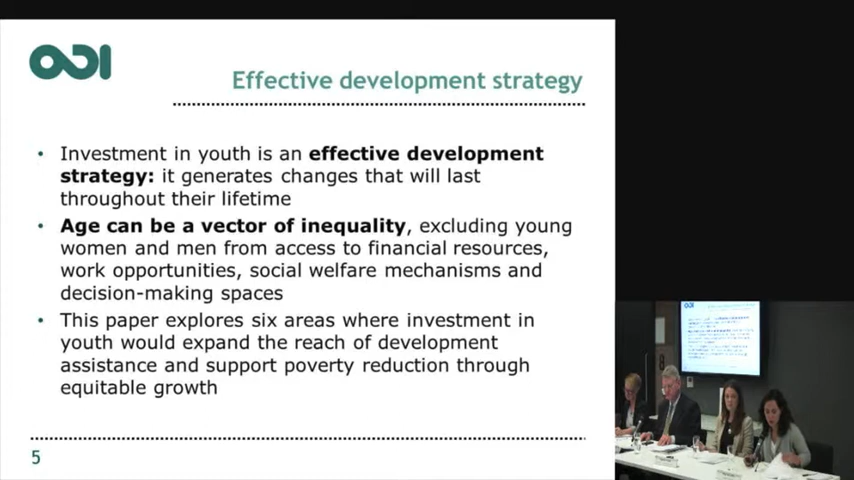 ODI
Effective development strategy
• Investment in youth is an effective development
strategy: it generates changes that will last
throughout their lifetime
• Age can be a vector of inequality, excluding young
women and men from access to financial resources,
work opportunities, social welfare mechanisms and
decision-making spaces
• This paper explores six areas where investment in
youth would expand the reach of development
assistance and support poverty reduction through
equitable growth
5